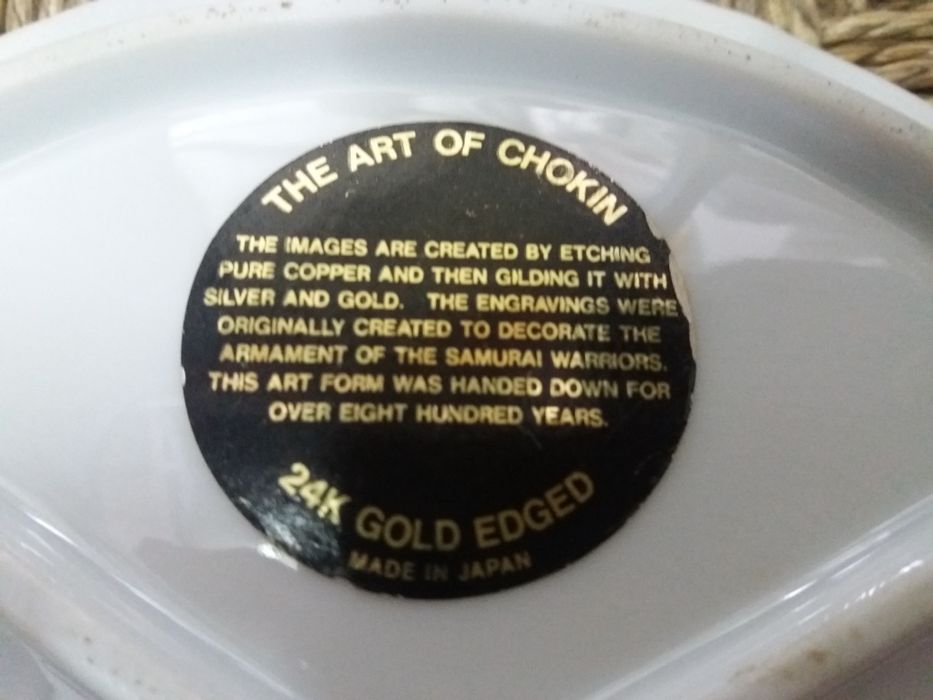 THE ART OF CHOKIN
THE IMAGES ARE CREATED BY ETCHING
PURE COPPER AND THEN GILDING IT WITH
SILVER AND GOLD. THE ENGRAVINGS WERE
ORIGINALLY CREATED TO DECORATE THE
ARMAMENT OF THE SAMURAI WARRIORS.
THIS ART FORM WAS HANDED DOWN FOR
OVER EIGHT HUNDRED YEARS.
24K GOLD EDGED
MADE IN JAPAN